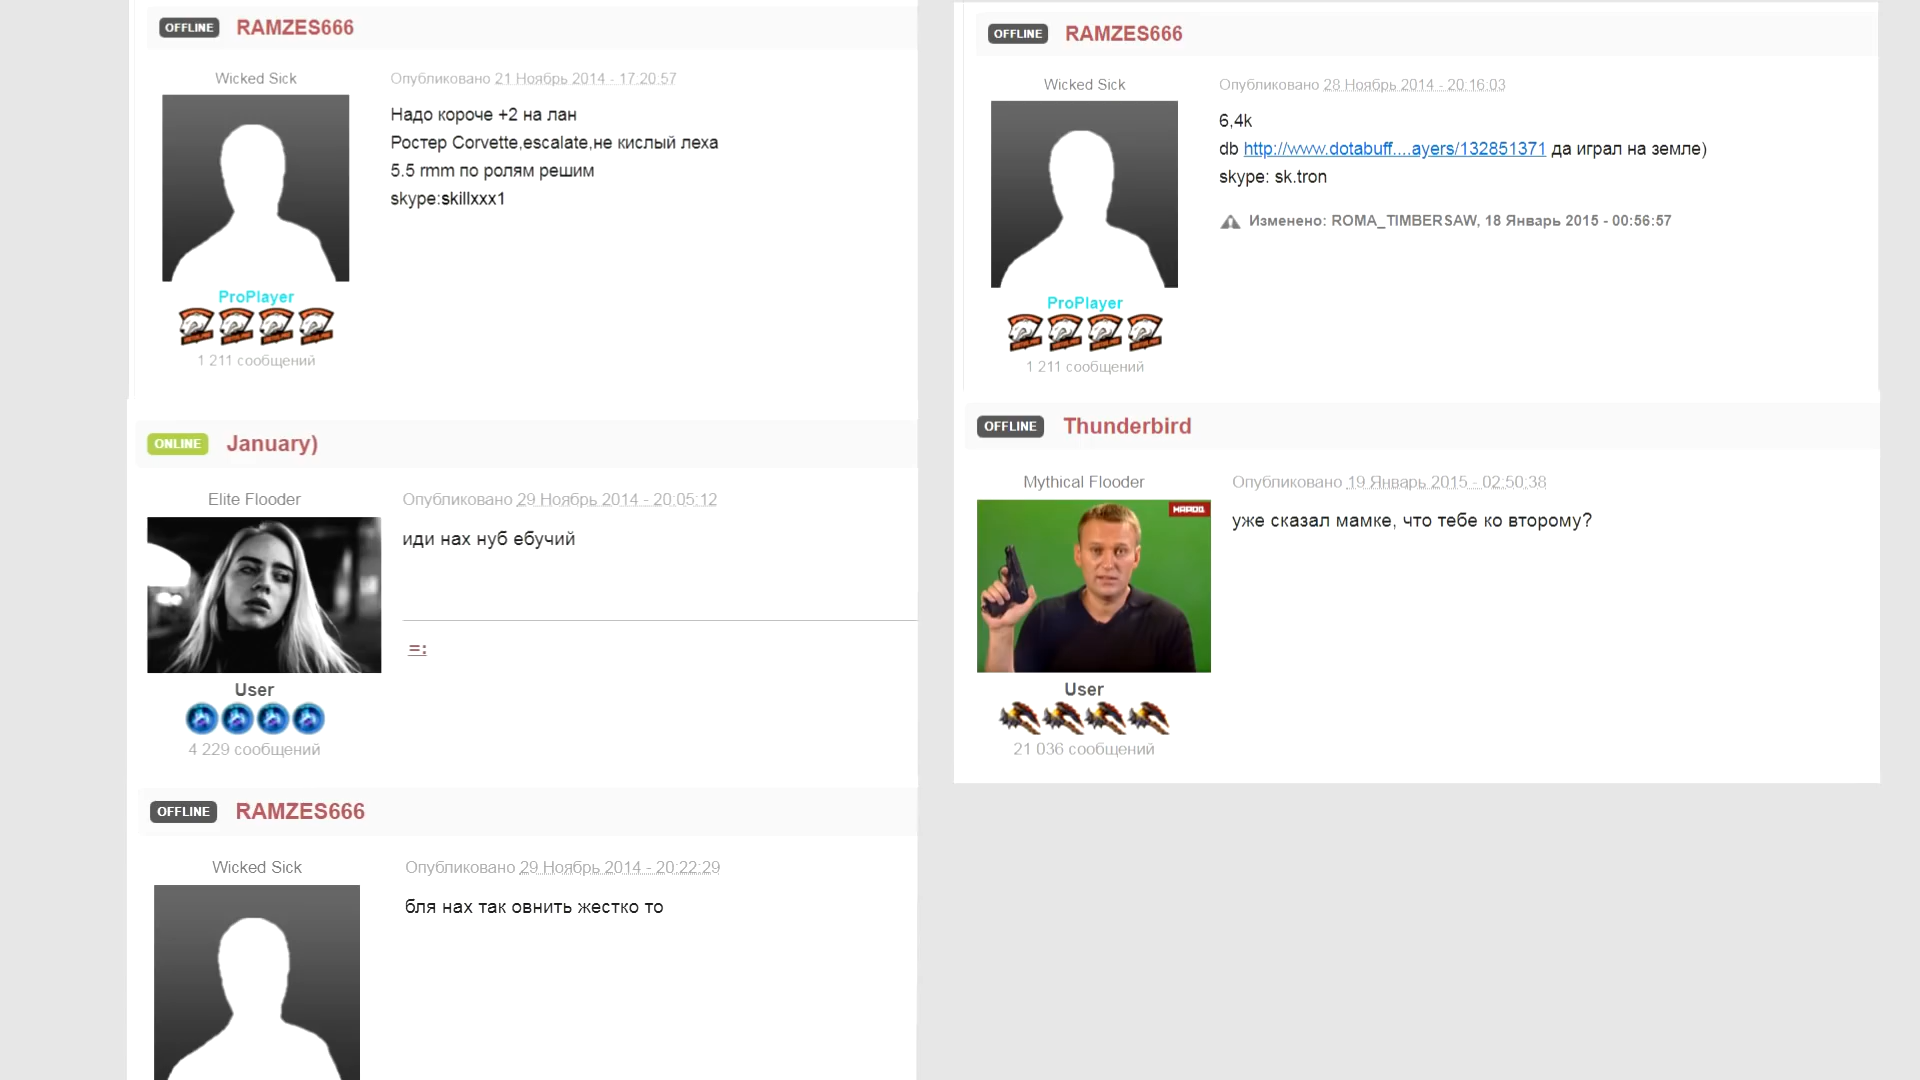 OFFLINE RAMZES666
Wicked Sick
Опубликовано 21 Ноябрь 2014 - 17:20:57
Надо короче +2 на лан
Ростер Corvette,escalate,не кислый леха
5.5 rmm по ролям решим
skype:skillxxx1
ProPlayer
1 211 сообщений
ONLINE January)
Elite Flooder
Опубликовано 29 Ноябрь 2014 - 20:05:12
иди нах нуб ебучий
=:
User
4 229 сообщений
OFFLINE RAMZES666
Wicked Sick
Опубликовано 29 Ноябрь 2014 - 20:22:29
бля нах так овнить жестко то
OFFLINE RAMZES666
Wicked Sick
Опубликовано 28 Ноябрь 2014 - 20:16:03
6,4k
db http://www.dotabuff....ayers/132851371 да играл на земле)
skype: sk.tron
Изменено: ROMA_TIMBERSAW, 18 Январь 2015 - 00:56:57
ProPlayer
1 211 сообщений
OFFLINE Thunderbird
Mythical Flooder
Опубликовано 19 Январь 2015 - 02:50:38
НАРОД
уже сказал мамке, что тебе ко второму?
User
21 036 сообщений